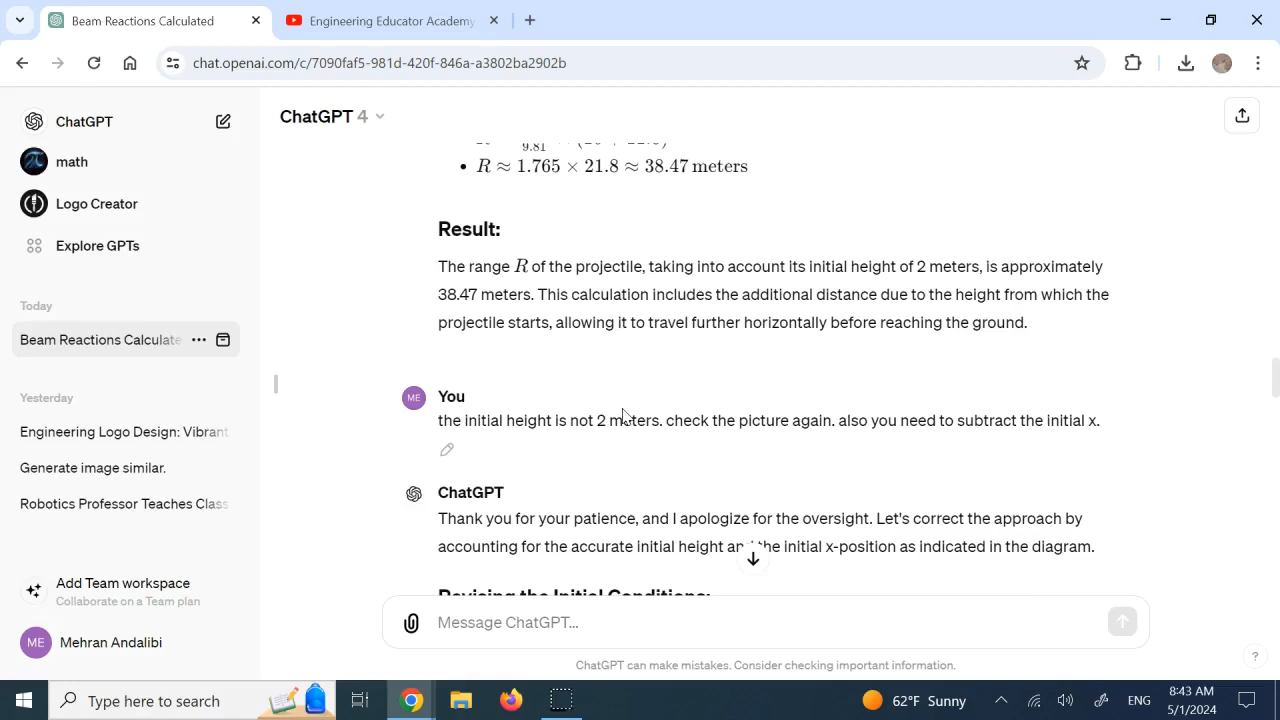 Beam Reactions Calculated
Engineering Educator Academy
chat.openai.com/c/7090faf5-981d-420f-846a-a3802ba2902b
ChatGPT
math
Logo Creator
Explore GPTs
Today
Beam Reactions Calculate
Yesterday
Engineering Logo Design: Vibrant
Generate image similar.
Robotics Professor Teaches Class
Add Team workspace
Collaborate on a Team plan
ME Mehran Andalibi
ChatGPT 4
9.81
• R ≈ 1.765 × 21.8 ≈ 38.47 meters
Result:
The range R of the projectile, taking into account its initial height of 2 meters, is approximately
38.47 meters. This calculation includes the additional distance due to the height from which the
projectile starts, allowing it to travel further horizontally before reaching the ground.
ME You
the initial height is not 2 meters. check the picture again. also you need to subtract the initial x.
ChatGPT
Thank you for your patience, and I apologize for the oversight. Let's correct the approach by
accounting for the accurate initial height and the initial x-position as indicated in the diagram.
Revising the Initial Conditions:
Message ChatGPT...
ChatGPT can make mistakes. Consider checking important information.
?
Type here to search
62°F Sunny
ENG
8:43 AM
5/1/2024